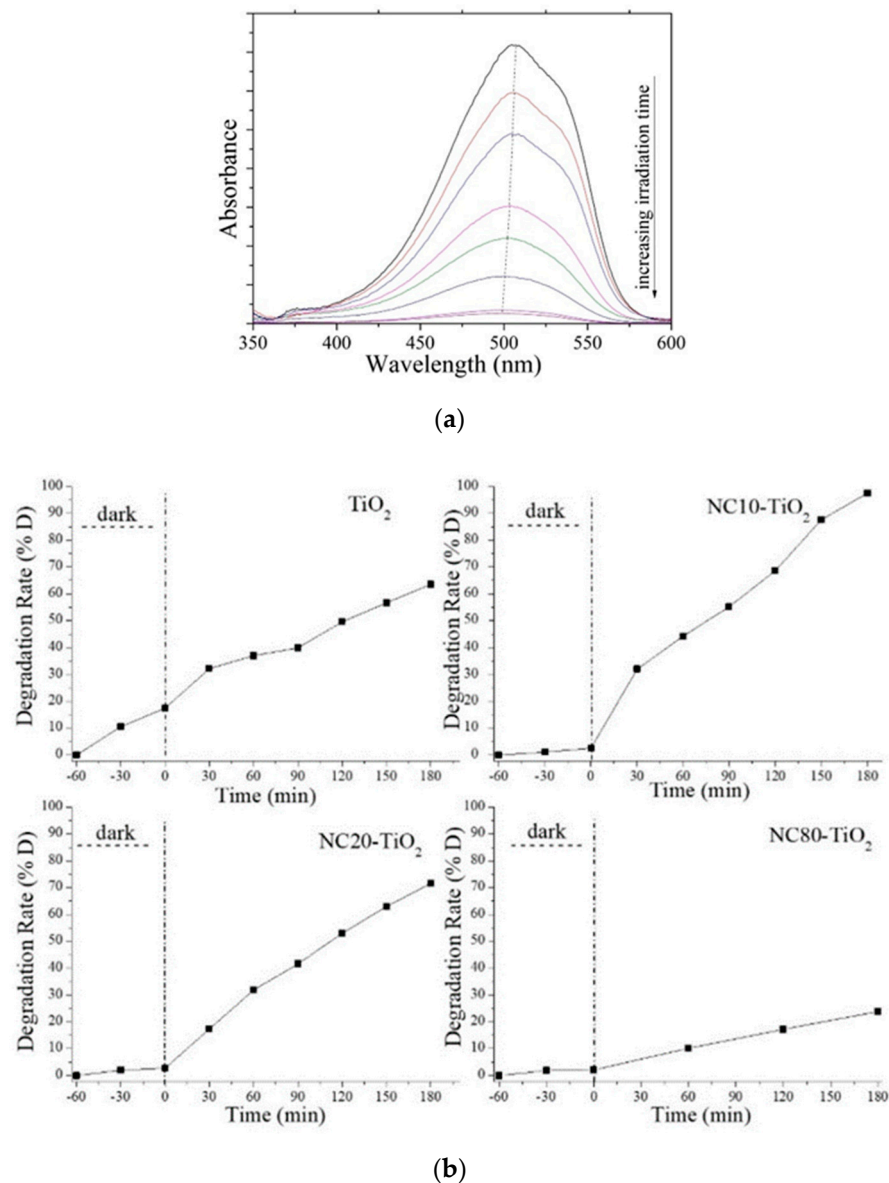 Absorbance
increasing irradiation time
350 400 450 500 550 600
Wavelength (nm)
(a)
100
90
80
70
60
50
40
30
20
10
0
Degradation Rate (% D)
dark
TiO₂
-60 -30 0 30 60 90 120 150 180
Time (min)
100
90
80
70
60
50
40
30
20
10
0
Degradation Rate (% D)
dark
NC10-TiO₂
-60 -30 0 30 60 90 120 150 180
Time (min)
100
90
80
70
60
50
40
30
20
10
0
Degradation Rate (% D)
dark
NC20-TiO₂
-60 -30 0 30 60 90 120 150 180
Time (min)
100
90
80
70
60
50
40
30
20
10
0
Degradation Rate (% D)
dark
NC80-TiO₂
-60 -30 0 30 60 90 120 150 180
Time (min)
(b)